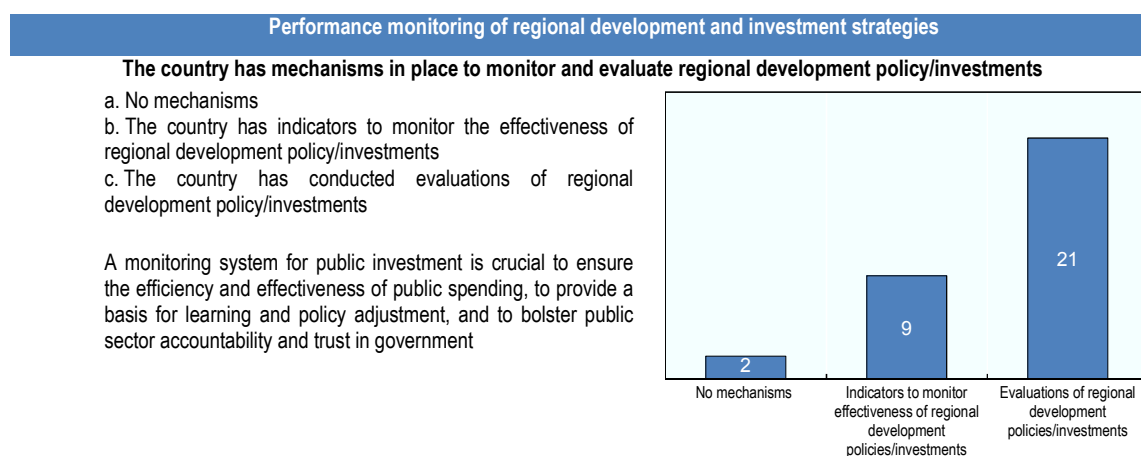 Performance monitoring of regional development and investment strategies
The country has mechanisms in place to monitor and evaluate regional development policy/investments
a. No mechanisms
b. The country has indicators to monitor the effectiveness of
regional development policy/investments
c. The country has conducted evaluations of regional
development policy/investments
A monitoring system for public investment is crucial to ensure
the efficiency and effectiveness of public spending, to provide a
basis for learning and policy adjustment, and to bolster public
sector accountability and trust in government
2
9
21
No mechanisms
Indicators to monitor
effectiveness of regional
development
policies/investments
Evaluations of regional
development
policies/investments